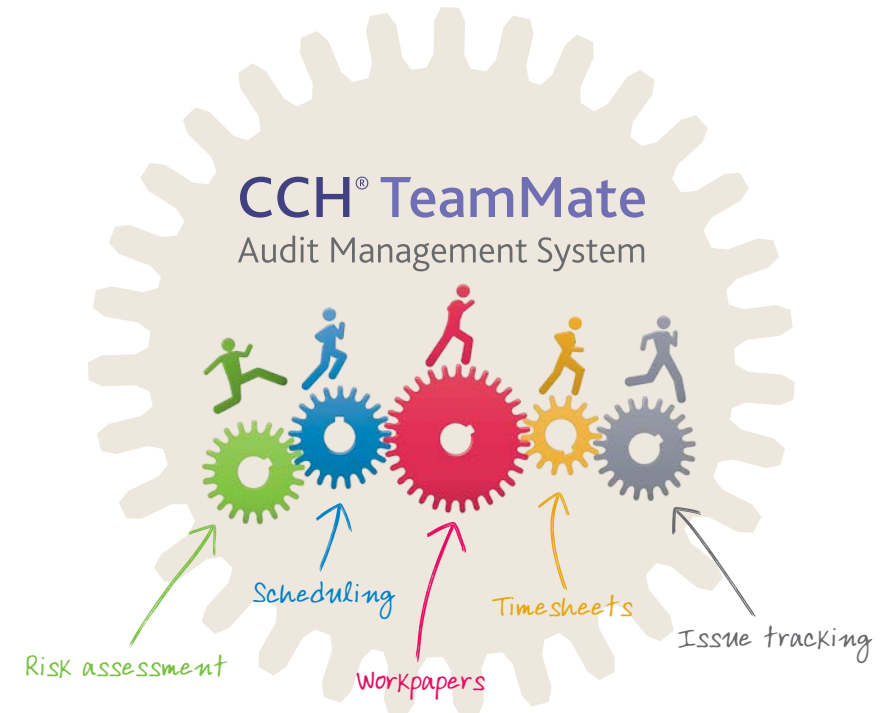 CCH® TeamMate
Audit Management System
Scheduling
Timesheets
Issue tracking
Risk assessment
Workpapers